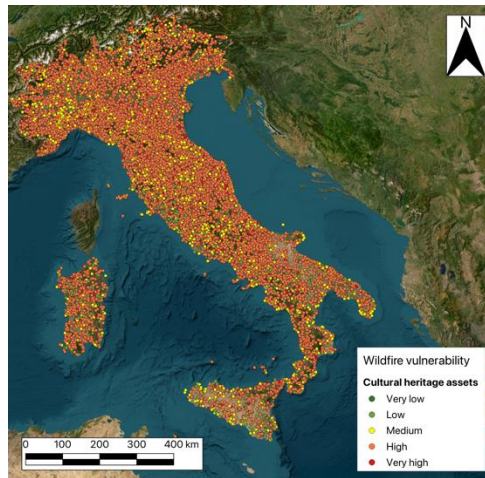 N
Wildfire vulnerability
Cultural heritage assets
Very low
Low
Medium
High
Very high
0 100 200 300 400 km